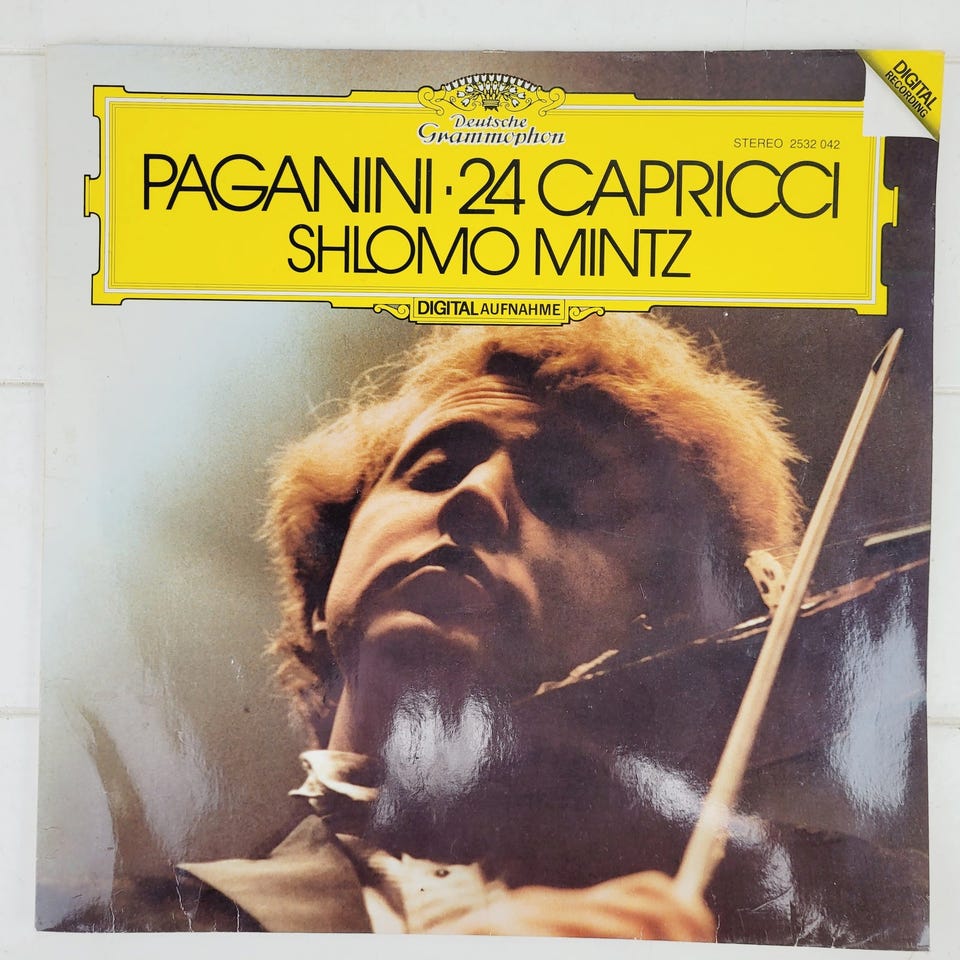 DIGITAL
RECORDING
Deutsche
Grammophon
STEREO 2532 042
PAGANINI · 24 CAPRICCI
SHLOMO MINTZ
DIGITAL AUFNAHME